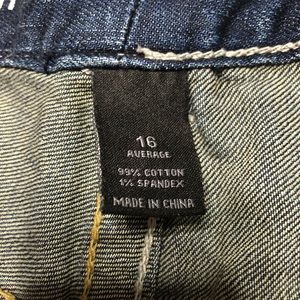 16
AVERAGE
99% COTTON
1% SPANDEX
MADE IN CHINA